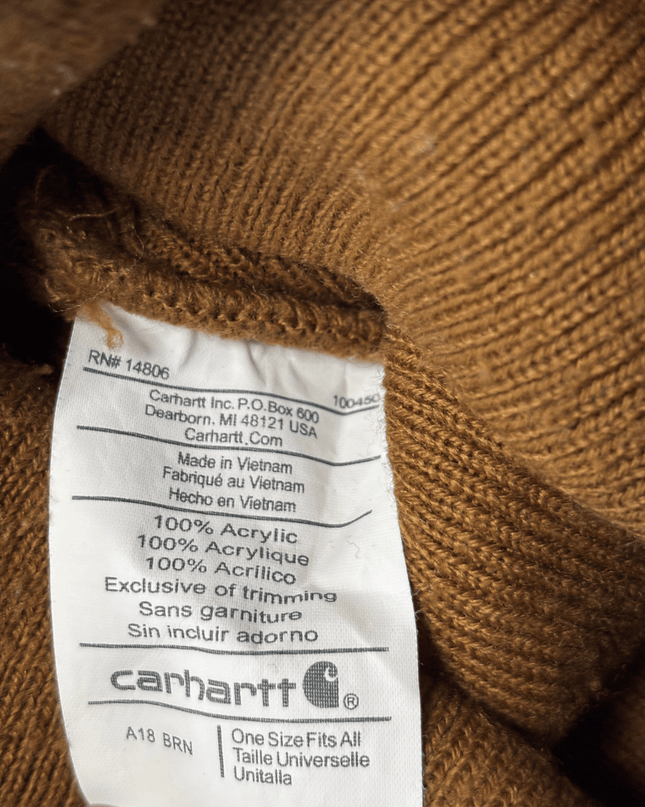 RN# 14806
100450
Carhartt Inc. P.O.Box 600
Dearborn, MI 48121 USA
Carhartt.Com
Made in Vietnam
Fabriqué au Vietnam
Hecho en Vietnam
100% Acrylic
100% Acrylique
100% Acrílico
Exclusive of trimming
Sans garniture
Sin incluir adorno
carhartt ®
A18 BRN
One Size Fits All
Taille Universelle
Unitalla